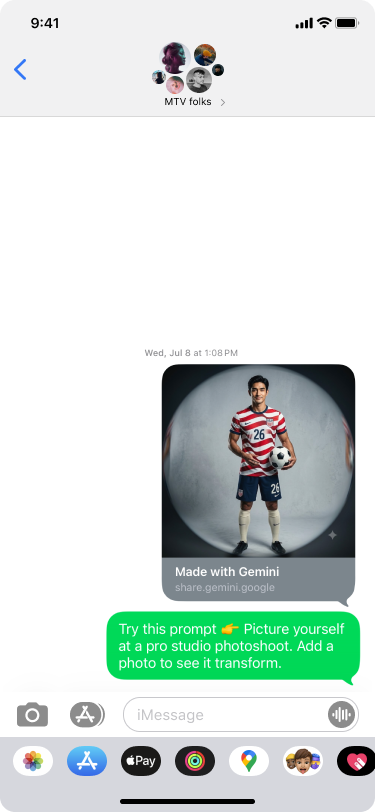 9:41
MTV folks
Wed, Jul 8 at 1:08 PM
26
26
Made with Gemini
share.gemini.google
Try this prompt 👉 Picture yourself
at a pro studio photoshoot. Add a
photo to see it transform.
iMessage
Pay